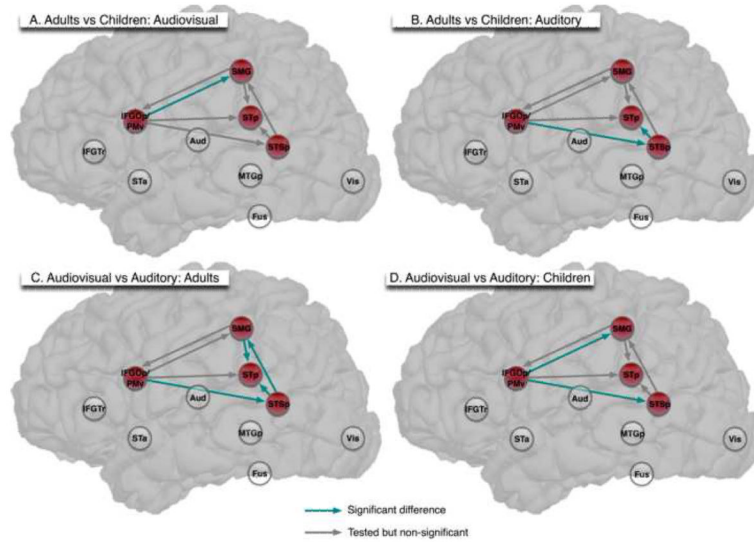 A. Adults vs Children: Audiovisual
SMG
IFGOp/
PMv
STp
Aud
STSp
IFGTr
STa
MTGp
Vis
Fus
B. Adults vs Children: Auditory
SMG
IFGOp/
PMv
STp
Aud
STSp
IFGTr
STa
MTGp
Vis
Fus
C. Audiovisual vs Auditory: Adults
SMG
IFGOp/
PMv
STp
Aud
STSp
IFGTr
STa
MTGp
Vis
Fus
D. Audiovisual vs Auditory: Children
SMG
IFGOp/
PMv
STp
Aud
STSp
IFGTr
STa
MTGp
Vis
Fus
Significant difference
Tested but non-significant